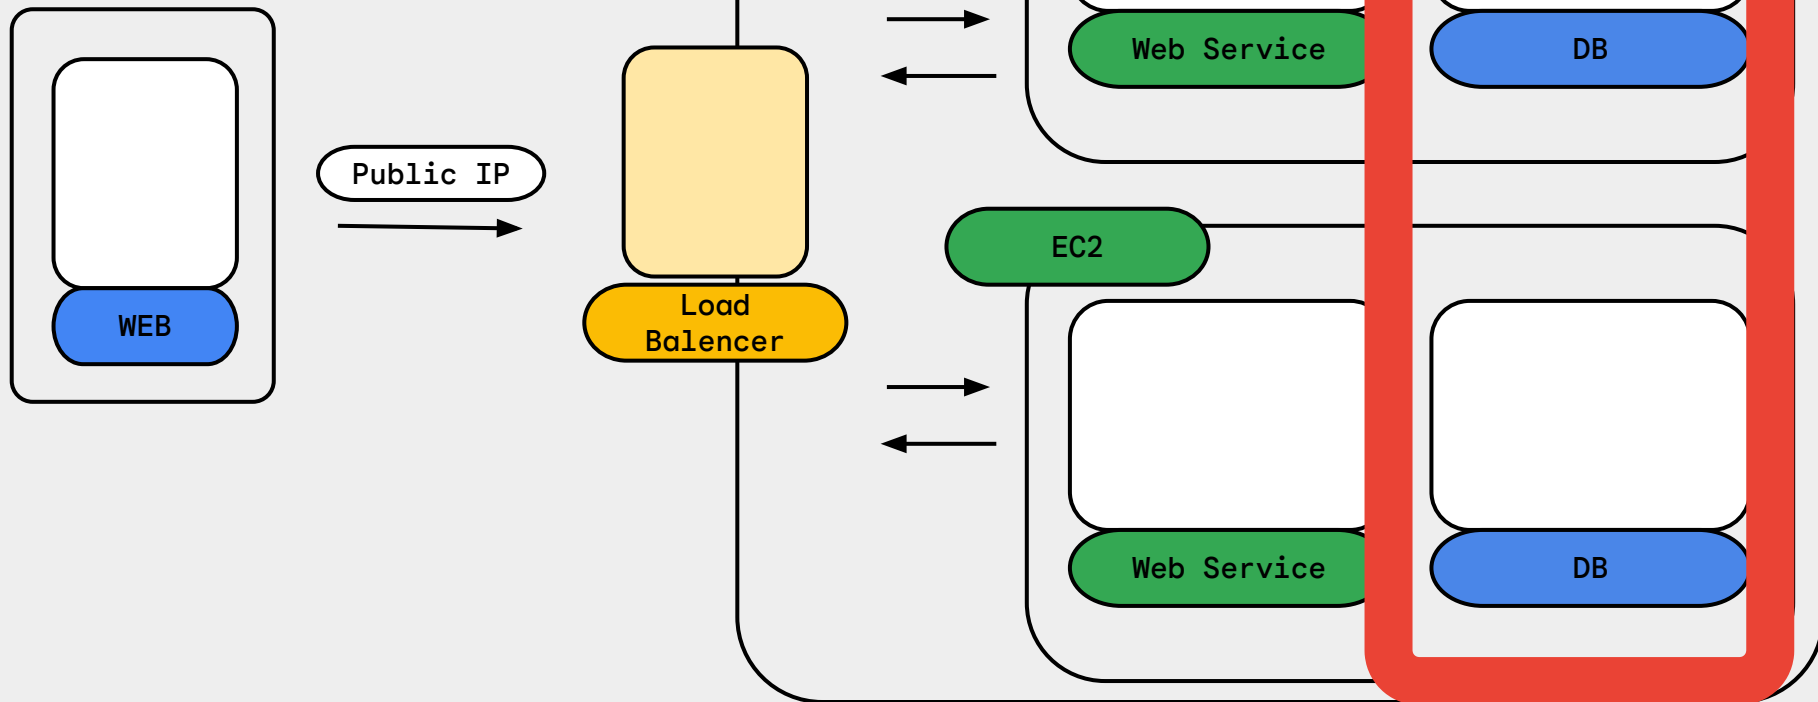 Web Service
DB
Public IP
EC2
Load
Balencer
WEB
Web Service
DB